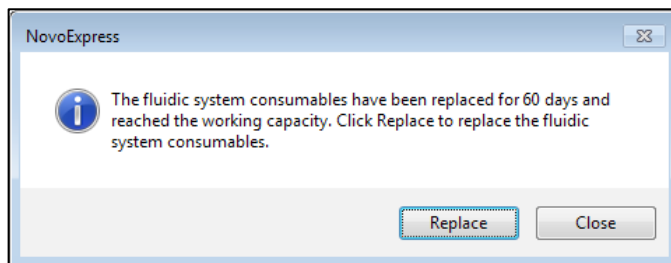 NovoExpress
The fluidic system consumables have been replaced for 60 days and
reached the working capacity. Click Replace to replace the fluidic
system consumables.
Replace
Close